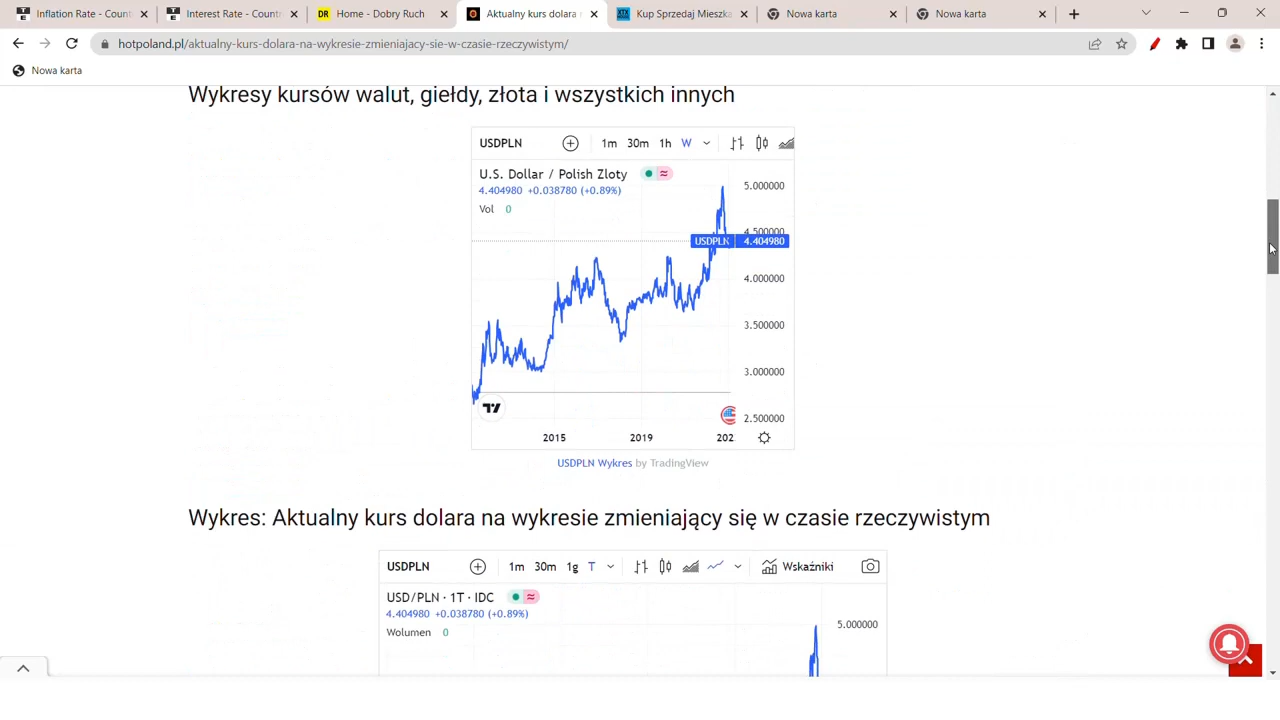 Inflation Rate - Count
Interest Rate - Countr
DR Home - Dobry Ruch
Aktualny kurs dolara
XTX Kup Sprzedaj Mieszka
Nowa karta
Nowa karta
hotpoland.pl/aktualny-kurs-dolara-na-wykresie-zmieniajacy-sie-w-czasie-rzeczywistym/
Nowa karta
Wykresy kursów walut, giełdy, złota i wszystkich innych
USDPLN 1m 30m 1h W
U.S. Dollar / Polish Zloty
4.404980 +0.038780 (+0.89%)
Vol 0
5.000000
4.500000
USDPLN 4.404980
4.000000
3.500000
3.000000
2.500000
2015 2019 202
USDPLN Wykres by TradingView
Wykres: Aktualny kurs dolara na wykresie zmieniający się w czasie rzeczywistym
USDPLN 1m 30m 1g T Wskaźniki
USD/PLN · 1T · IDC
4.404980 +0.038780 (+0.89%)
Wolumen 0
5.000000